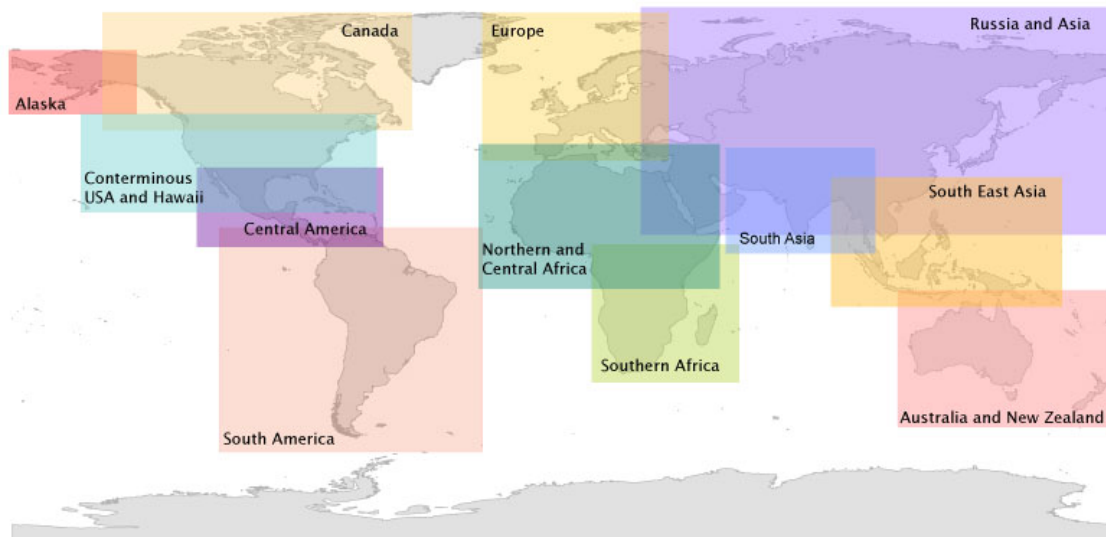 Canada
Europe
Russia and Asia
Alaska
Conterminous
USA and Hawaii
South East Asia
Central America
South Asia
Northern and
Central Africa
Southern Africa
South America
Australia and New Zealand